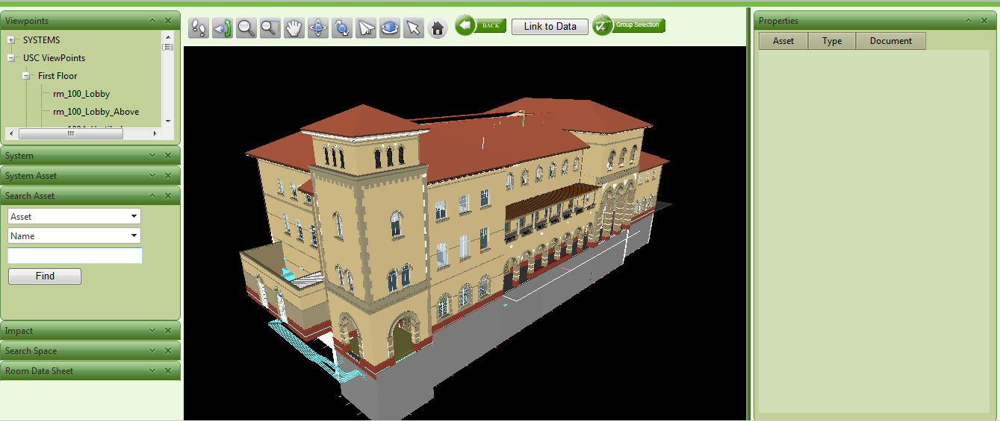 Viewpoints
SYSTEMS
USC ViewPoints
First Floor
rm_100_Lobby
rm_100_Lobby_Above
System
System Asset
Search Asset
Asset
Name
Find
Impact
Search Space
Room Data Sheet
BACK
Link to Data
Group Selection
Properties
Asset Type Document